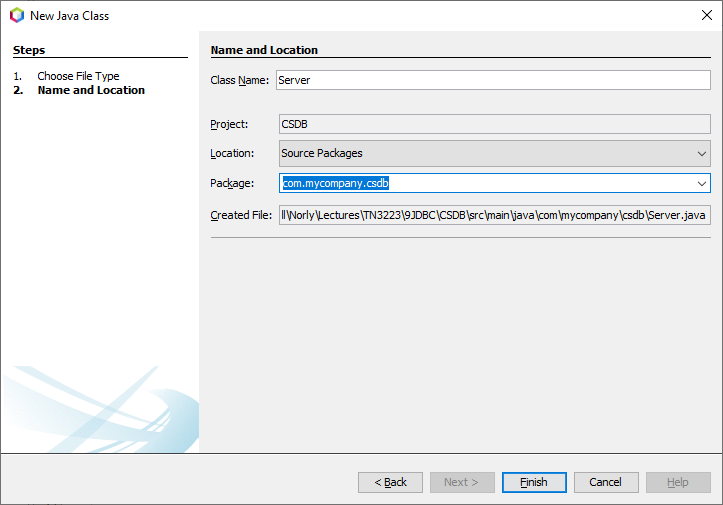 New Java Class
Steps
1. Choose File Type
2. Name and Location
Name and Location
Class Name: Server
Project: CSDB
Location: Source Packages
Package: com.mycompany.csdb
Created File: ll\Norly\Lectures\TN3223\9JDBC\CSDB\src\main\java\com\mycompany\csdb\Server.java
< Back
Next >
Finish
Cancel
Help